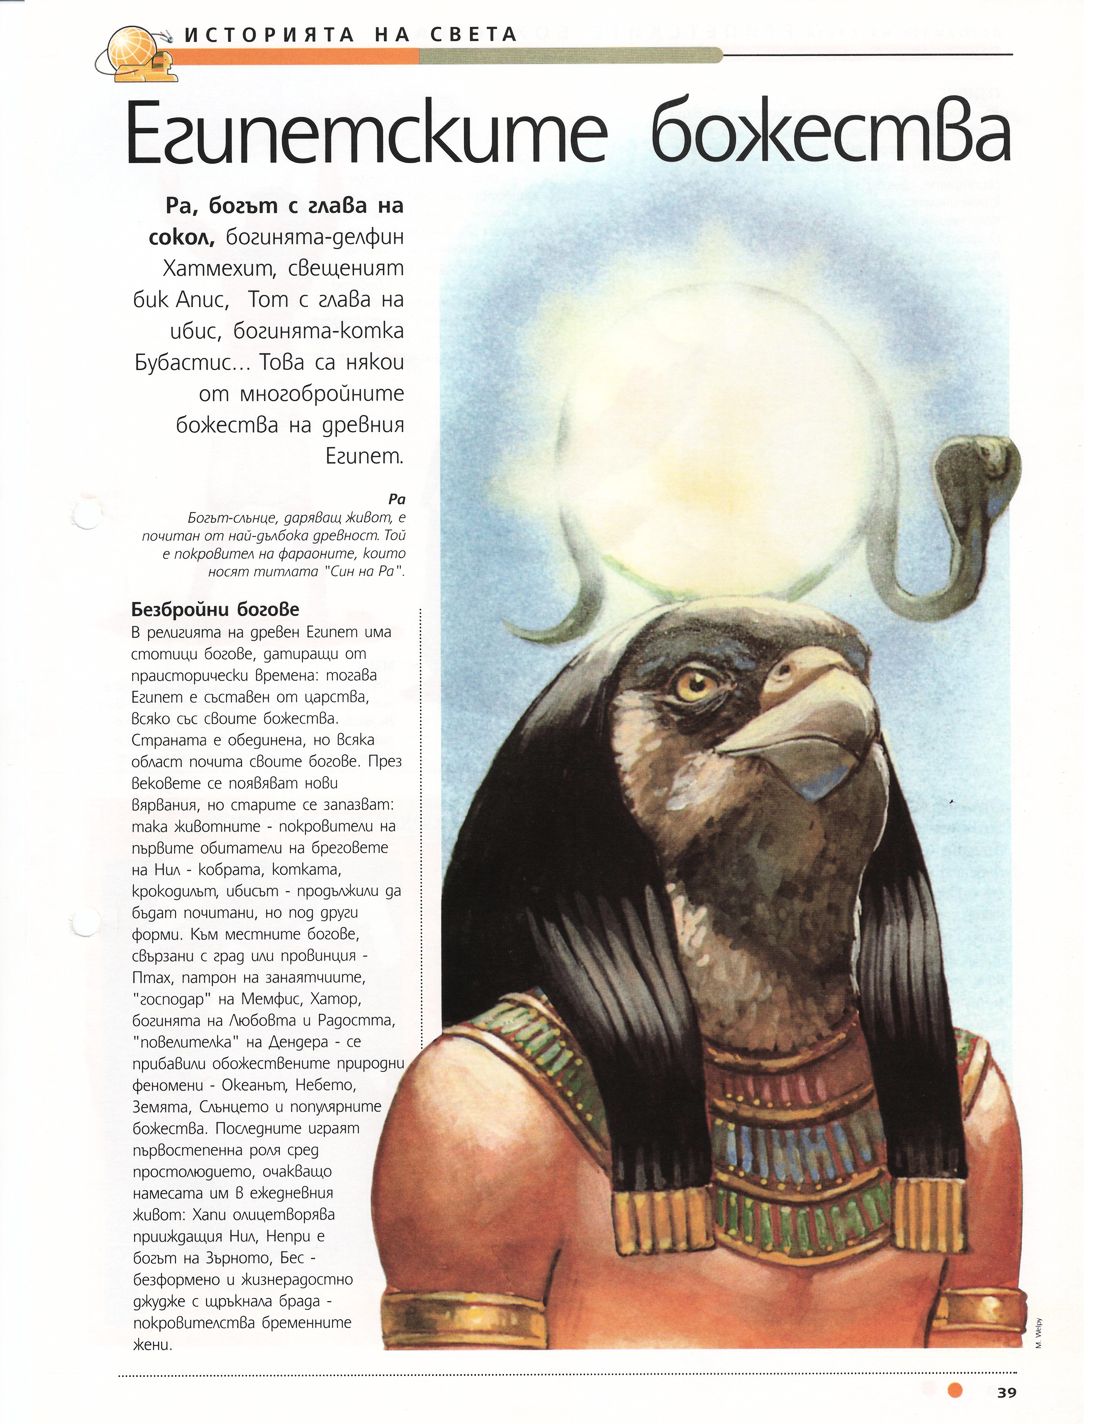 ИСТОРИЯТА НА СВЕТА
Египетските божества
Ра, богът с глава на
сокол, богинята-делфин
Хатмехит, свещеният
бик Апис, Тот с глава на
ибис, богинята-котка
Бубастис... Това са някои
от многобройните
божества на древния
Египет.
Ра
Богът-слънце, даряващ живот, е
почитан от най-дълбока древност. Той
е покровител на фараоните, които
носят титлата "Син на Ра".
Безбройни богове
В религията на древен Египет има
стотици богове, датиращи от
праисторически времена: тогава
Египет е съставен от царства,
всяко със своите божества.
Страната е обединена, но всяка
област почита своите богове. През
вековете се появяват нови
вярвания, но старите се запазват:
така животните - покровители на
първите обитатели на бреговете
на Нил - кобрата, котката,
крокодилът, ибисът - продължили да
бъдат почитани, но под други
форми. Към местните богове,
свързани с град или провинция -
Птах, патрон на занаятчиите,
"господар" на Мемфис, Хатор,
богинята на Любовта и Радостта,
"повелителка" на Дендера - се
прибавили обожествените природни
феномени - Океанът, Небето,
Земята, Слънцето и популярните
божества. Последните играят
първостепенна роля сред
простолюдието, очакващо
намесата им в ежедневния
живот: Хапи олицетворява
прииждащия Нил, Непри е
богът на Зърното, Бес -
безформено и жизнерадостно
джудже с щръкнала брада -
покровителства бременните
жени.
M. Welpy
39